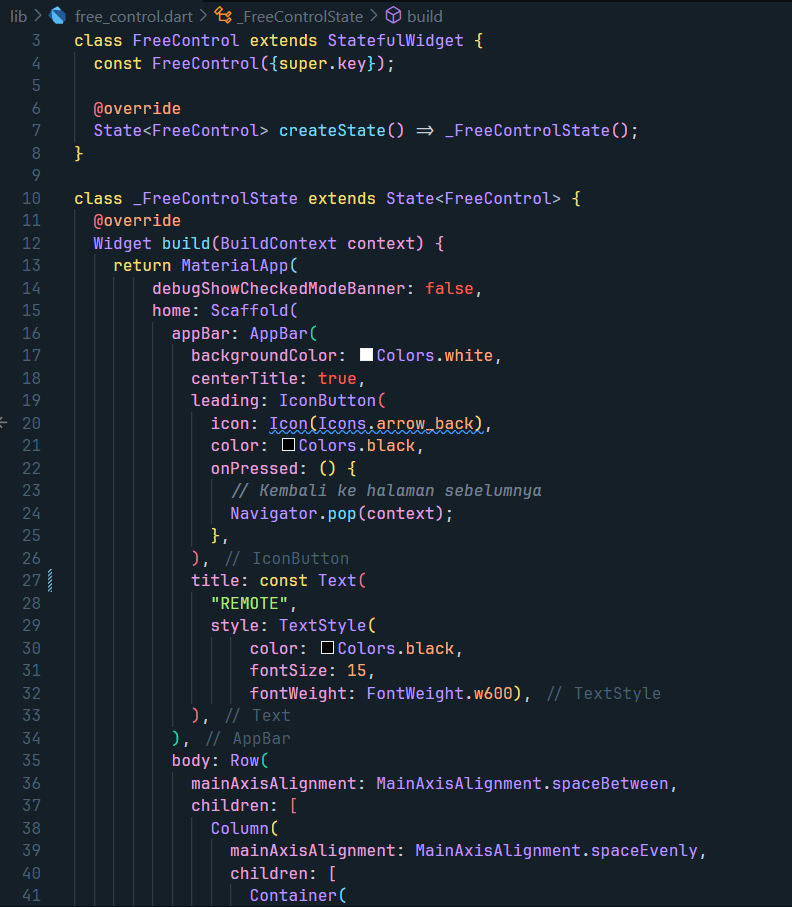 lib > free_control.dart > _FreeControlState > build
3 class FreeControl extends StatefulWidget {
4 const FreeControl({super.key});
5
6 @override
7 State<FreeControl> createState() => _FreeControlState();
8 }
9
10 class _FreeControlState extends State<FreeControl> {
11 @override
12 Widget build(BuildContext context) {
13 return MaterialApp(
14 debugShowCheckedModeBanner: false,
15 home: Scaffold(
16 appBar: AppBar(
17 backgroundColor: Colors.white,
18 centerTitle: true,
19 leading: IconButton(
20 icon: Icon(Icons.arrow_back),
21 color: Colors.black,
22 onPressed: () {
23 // Kembali ke halaman sebelumnya
24 Navigator.pop(context);
25 },
26 ), // IconButton
27 title: const Text(
28 "REMOTE",
29 style: TextStyle(
30 color: Colors.black,
31 fontSize: 15,
32 fontWeight: FontWeight.w600), // TextStyle
33 ), // Text
34 ), // AppBar
35 body: Row(
36 mainAxisAlignment: MainAxisAlignment.spaceBetween,
37 children: [
38 Column(
39 mainAxisAlignment: MainAxisAlignment.spaceEvenly,
40 children: [
41 Container(